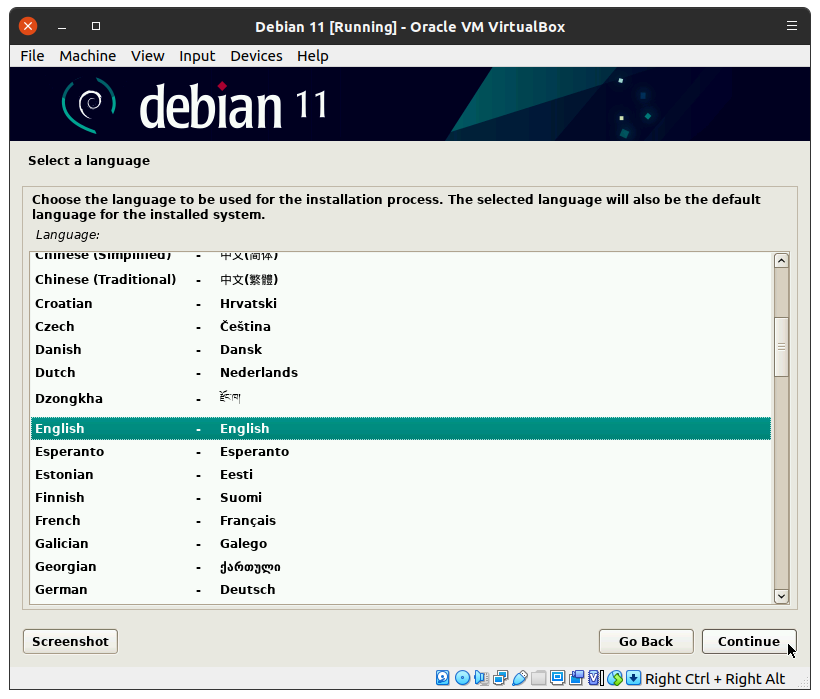 Debian 11 [Running] - Oracle VM VirtualBox
File Machine View Input Devices Help
debian 11
Select a language
Choose the language to be used for the installation process. The selected language will also be the default
language for the installed system.
Language:
Chinese (Simplified) - 中文(简体)
Chinese (Traditional) - 中文(繁體)
Croatian - Hrvatski
Czech - Čeština
Danish - Dansk
Dutch - Nederlands
Dzongkha - རྫོང་ཁ།
English - English
Esperanto - Esperanto
Estonian - Eesti
Finnish - Suomi
French - Français
Galician - Galego
Georgian - ქართული
German - Deutsch
Screenshot Go Back Continue
Right Ctrl + Right Alt